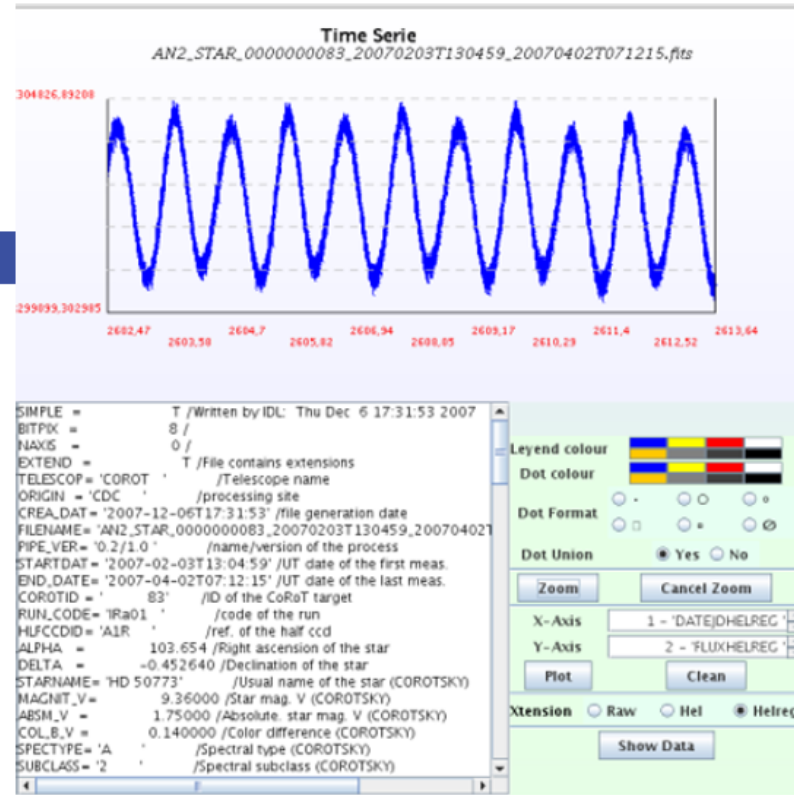 Time Serie
AN2_STAR_0000000083_20070203T130459_20070402T071215.fits
304826,89208
299099,302985
2602,47 2604,7 2606,94 2609,17 2611,4 2613,64
2603,58 2605,82 2608,05 2610,29 2612,52
SIMPLE = T /Written by IDL: Thu Dec 6 17:31:53 2007
BITPIX = 8 /
NAXIS = 0 /
EXTEND = T /File contains extensions
TELESCOP= 'COROT ' /Telescope name
ORIGIN = 'CDC ' /processing site
CREA_DAT= '2007-12-06T17:31:53' /file generation date
FILENAME= 'AN2_STAR_0000000083_20070203T130459_20070402T
PIPE_VER= '0.2/1.0 ' /name/version of the process
STARTDAT= '2007-02-03T13:04:59' /UT date of the first meas.
END_DATE= '2007-04-02T07:12:15' /UT date of the last meas.
COROTID = ' 83' /ID of the CoRoT target
RUN_CODE= 'IRa01 ' /code of the run
HLFCCDID= 'A1R ' /ref. of the half ccd
ALPHA = 103.654 /Right ascension of the star
DELTA = -0.452640 /Declination of the star
STARNAME= 'HD 50773' /Usual name of the star (COROTSKY)
MAGNIT_V= 9.36000 /Star mag. V (COROTSKY)
ABSM_V = 1.75000 /Absolute. star mag. V (COROTSKY)
COL_B_V = 0.140000 /Color difference (COROTSKY)
SPECTYPE= 'A ' /Spectral type (COROTSKY)
SUBCLASS= '2 ' /Spectral subclass (COROTSKY)
Leyend colour
Dot colour
Dot Format
Dot Union Yes No
Zoom Cancel Zoom
X-Axis 1 - 'DATEJDHELREG '
Y-Axis 2 - 'FLUXHELREG '
Plot Clean
Xtension Raw Hel Helreg
Show Data